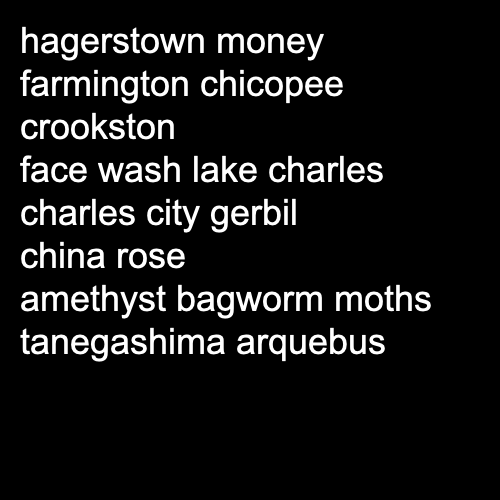 hagerstown money
farmington chicopee
crookston
face wash lake charles
charles city gerbil
china rose
amethyst bagworm moths
tanegashima arquebus